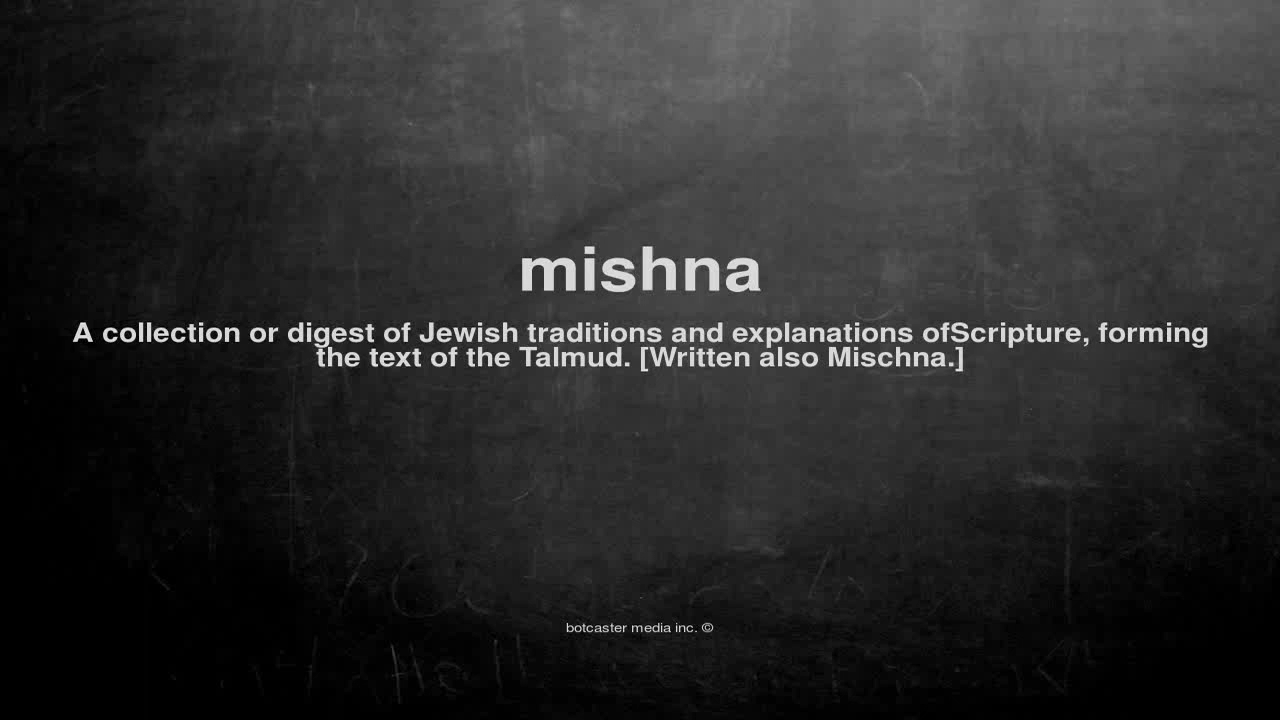 mishna
A collection or digest of Jewish traditions and explanations ofScripture, forming
the text of the Talmud. [Written also Mischna.]
botcaster media inc. ©